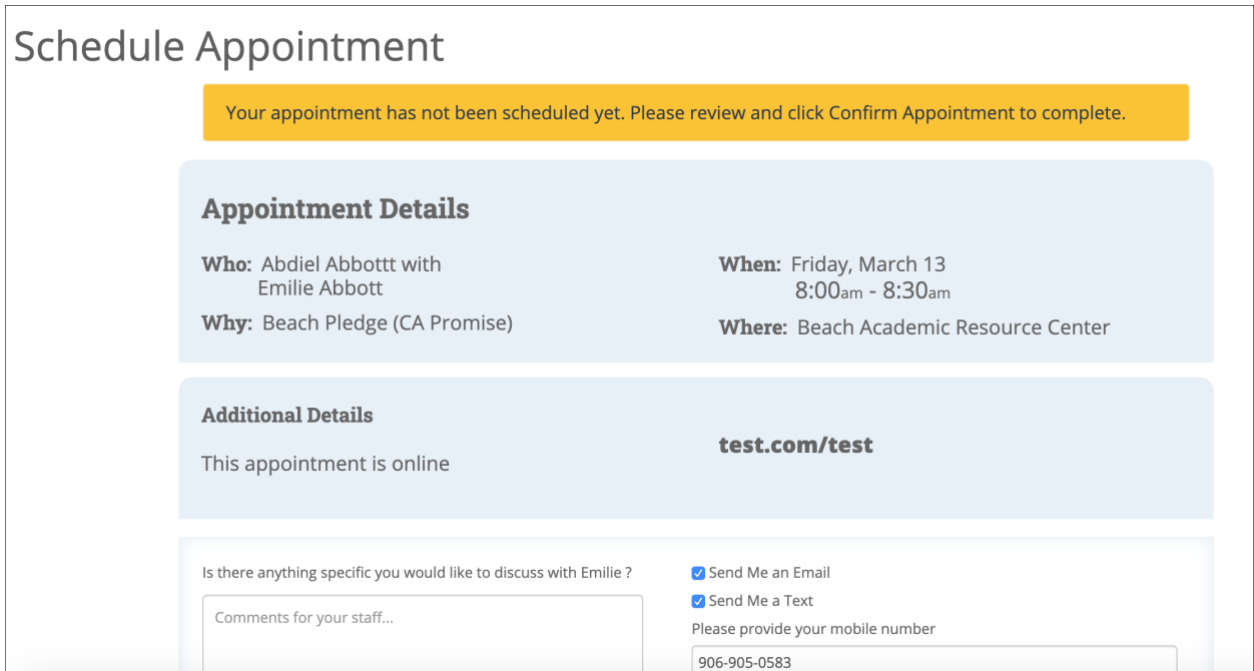 Schedule Appointment
Your appointment has not been scheduled yet. Please review and click Confirm Appointment to complete.
Appointment Details
Who: Abdiel Abbottt with
Emilie Abbott
Why: Beach Pledge (CA Promise)
When: Friday, March 13
8:00am - 8:30am
Where: Beach Academic Resource Center
Additional Details
This appointment is online
test.com/test
Is there anything specific you would like to discuss with Emilie ?
Comments for your staff...
Send Me an Email
Send Me a Text
Please provide your mobile number
906-905-0583